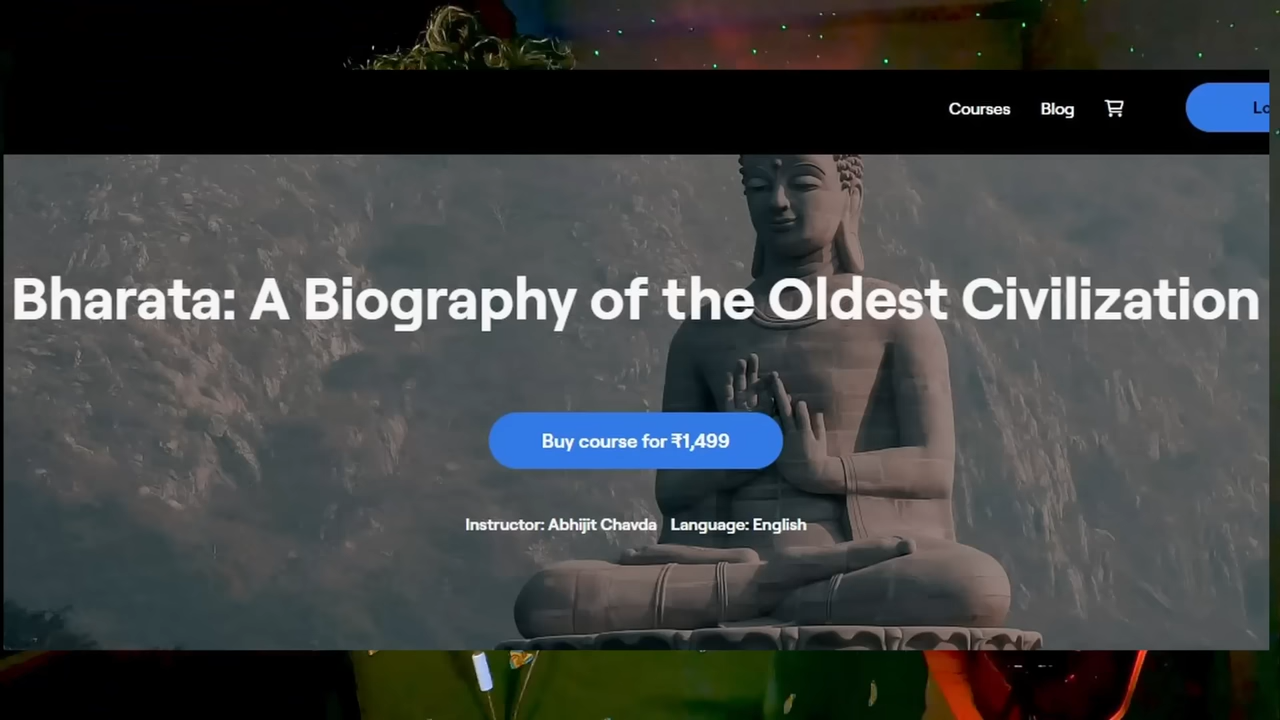 Courses Blog
Bharata: A Biography of the Oldest Civilization
Buy course for ₹1,499
Instructor: Abhijit Chavda Language: English